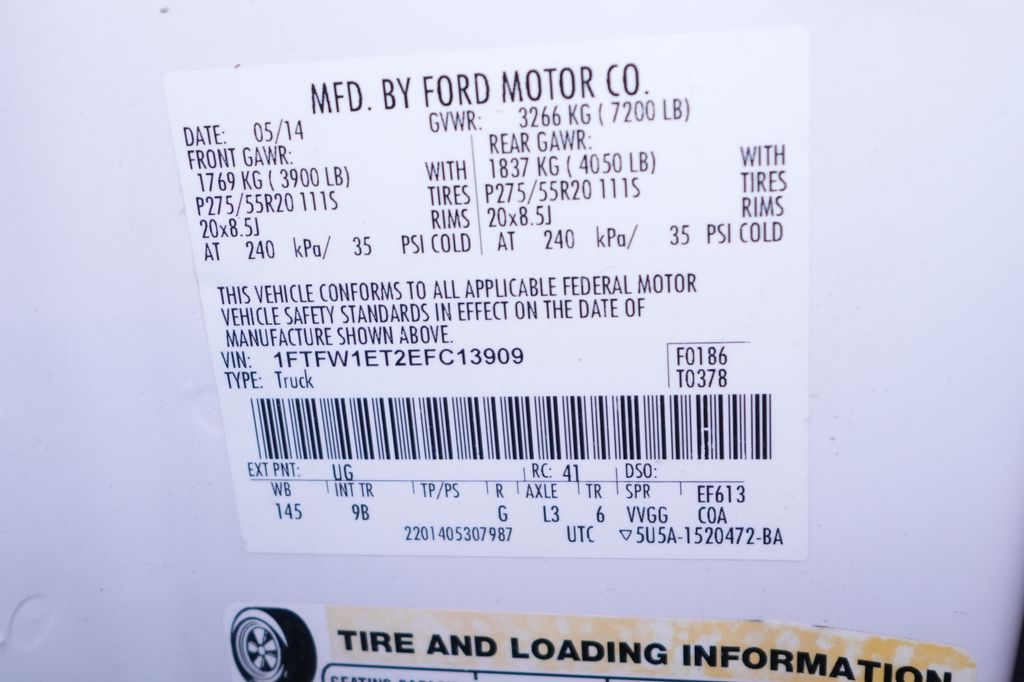 MFD. BY FORD MOTOR CO.
DATE: 05/14 GVWR: 3266 KG ( 7200 LB)
FRONT GAWR: REAR GAWR:
1769 KG ( 3900 LB) WITH 1837 KG ( 4050 LB) WITH
P275/55R20 111S TIRES P275/55R20 111S TIRES
20x8.5J RIMS 20x8.5J RIMS
AT 240 kPa/ 35 PSI COLD AT 240 kPa/ 35 PSI COLD
THIS VEHICLE CONFORMS TO ALL APPLICABLE FEDERAL MOTOR
VEHICLE SAFETY STANDARDS IN EFFECT ON THE DATE OF
MANUFACTURE SHOWN ABOVE.
VIN: 1FTFW1ET2EFC13909 F0186
TYPE: Truck T0378
EXT PNT: UG RC: 41 DSO:
WB INT TR TP/PS R AXLE TR SPR EF613
145 9B G L3 6 VVGG COA
2201405307987 UTC ▽5U5A-1520472-BA
TIRE AND LOADING INFORMATION